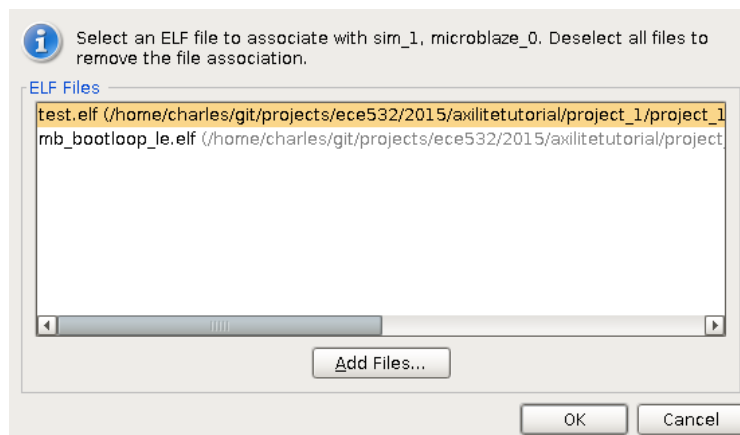 Select an ELF file to associate with sim_1, microblaze_0. Deselect all files to
remove the file association.
ELF Files
test.elf (/home/charles/git/projects/ece532/2015/axilitetutorial/project_1/project_1
mb_bootloop_le.elf (/home/charles/git/projects/ece532/2015/axilitetutorial/project_
Add Files...
OK
Cancel